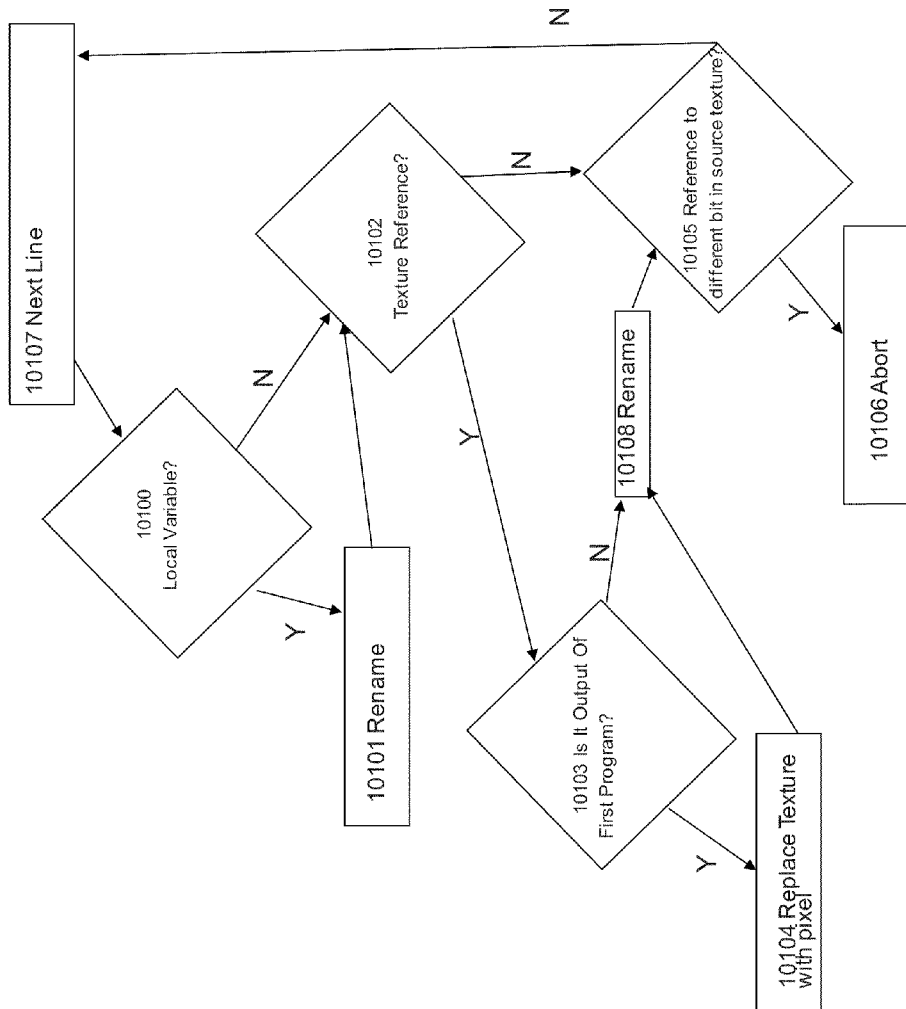 10107 Next Line
10100
Local Variable?
N
Y
10101 Rename
10102
Texture Reference?
N
Y
10103 Is It Output Of
First Program?
N
Y
10104 Replace Texture
with pixel
10108 Rename
10105 Reference to
different bit in source texture?
N
Y
10106 Abort